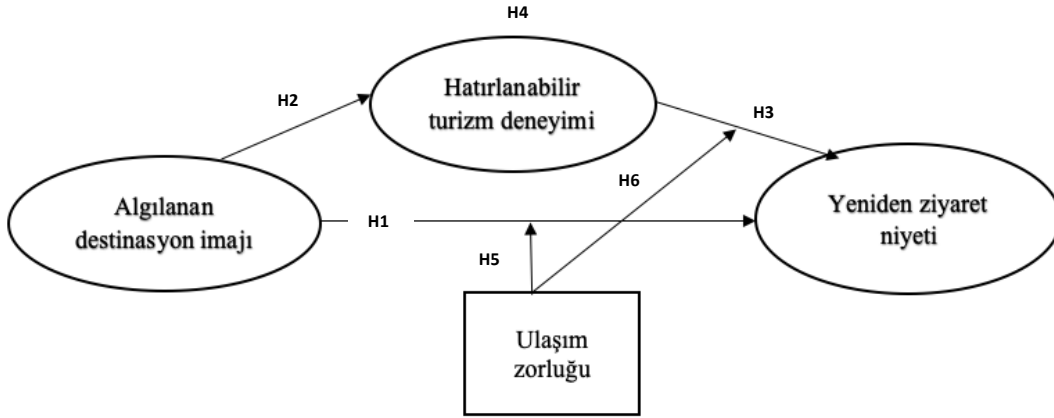 H4
Hatırlanabilir
turizm deneyimi
H2
H3
Algılanan
destinasyon imajı
H1
H6
Yeniden ziyaret
niyeti
H5
Ulaşım
zorluğu